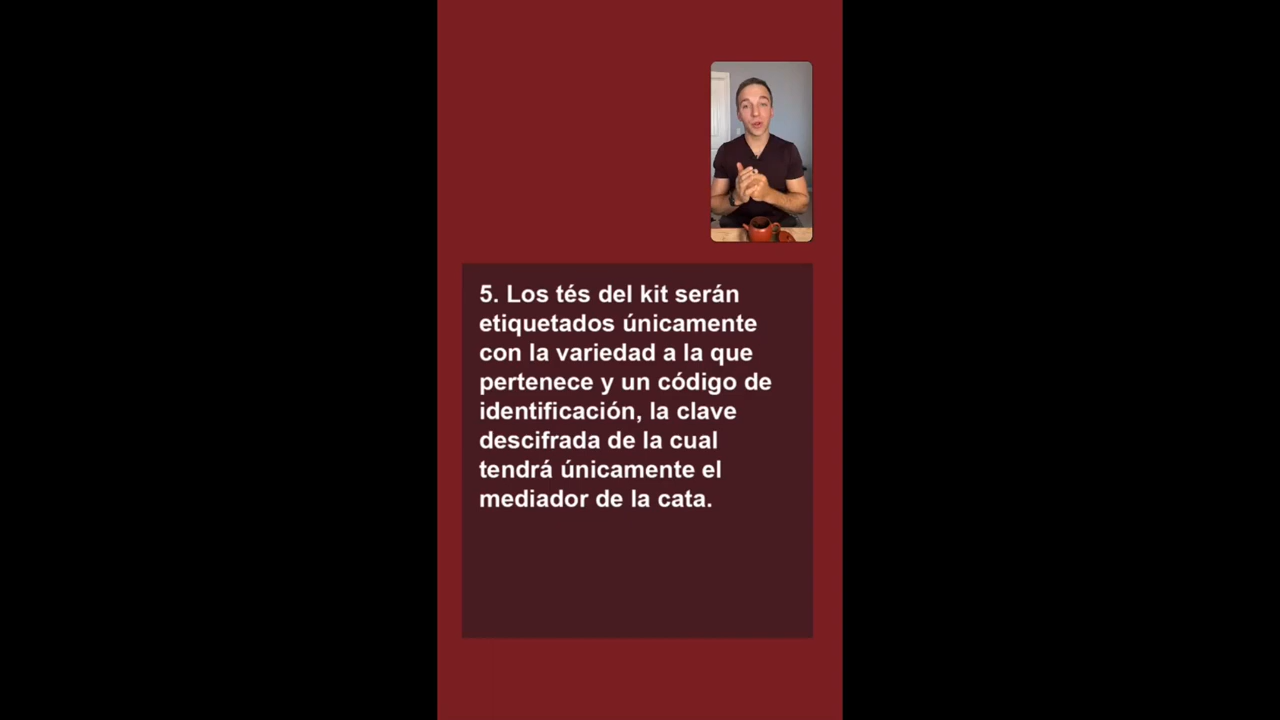 5. Los tés del kit serán
etiquetados únicamente
con la variedad a la que
pertenece y un código de
identificación, la clave
descifrada de la cual
tendrá únicamente el
mediador de la cata.